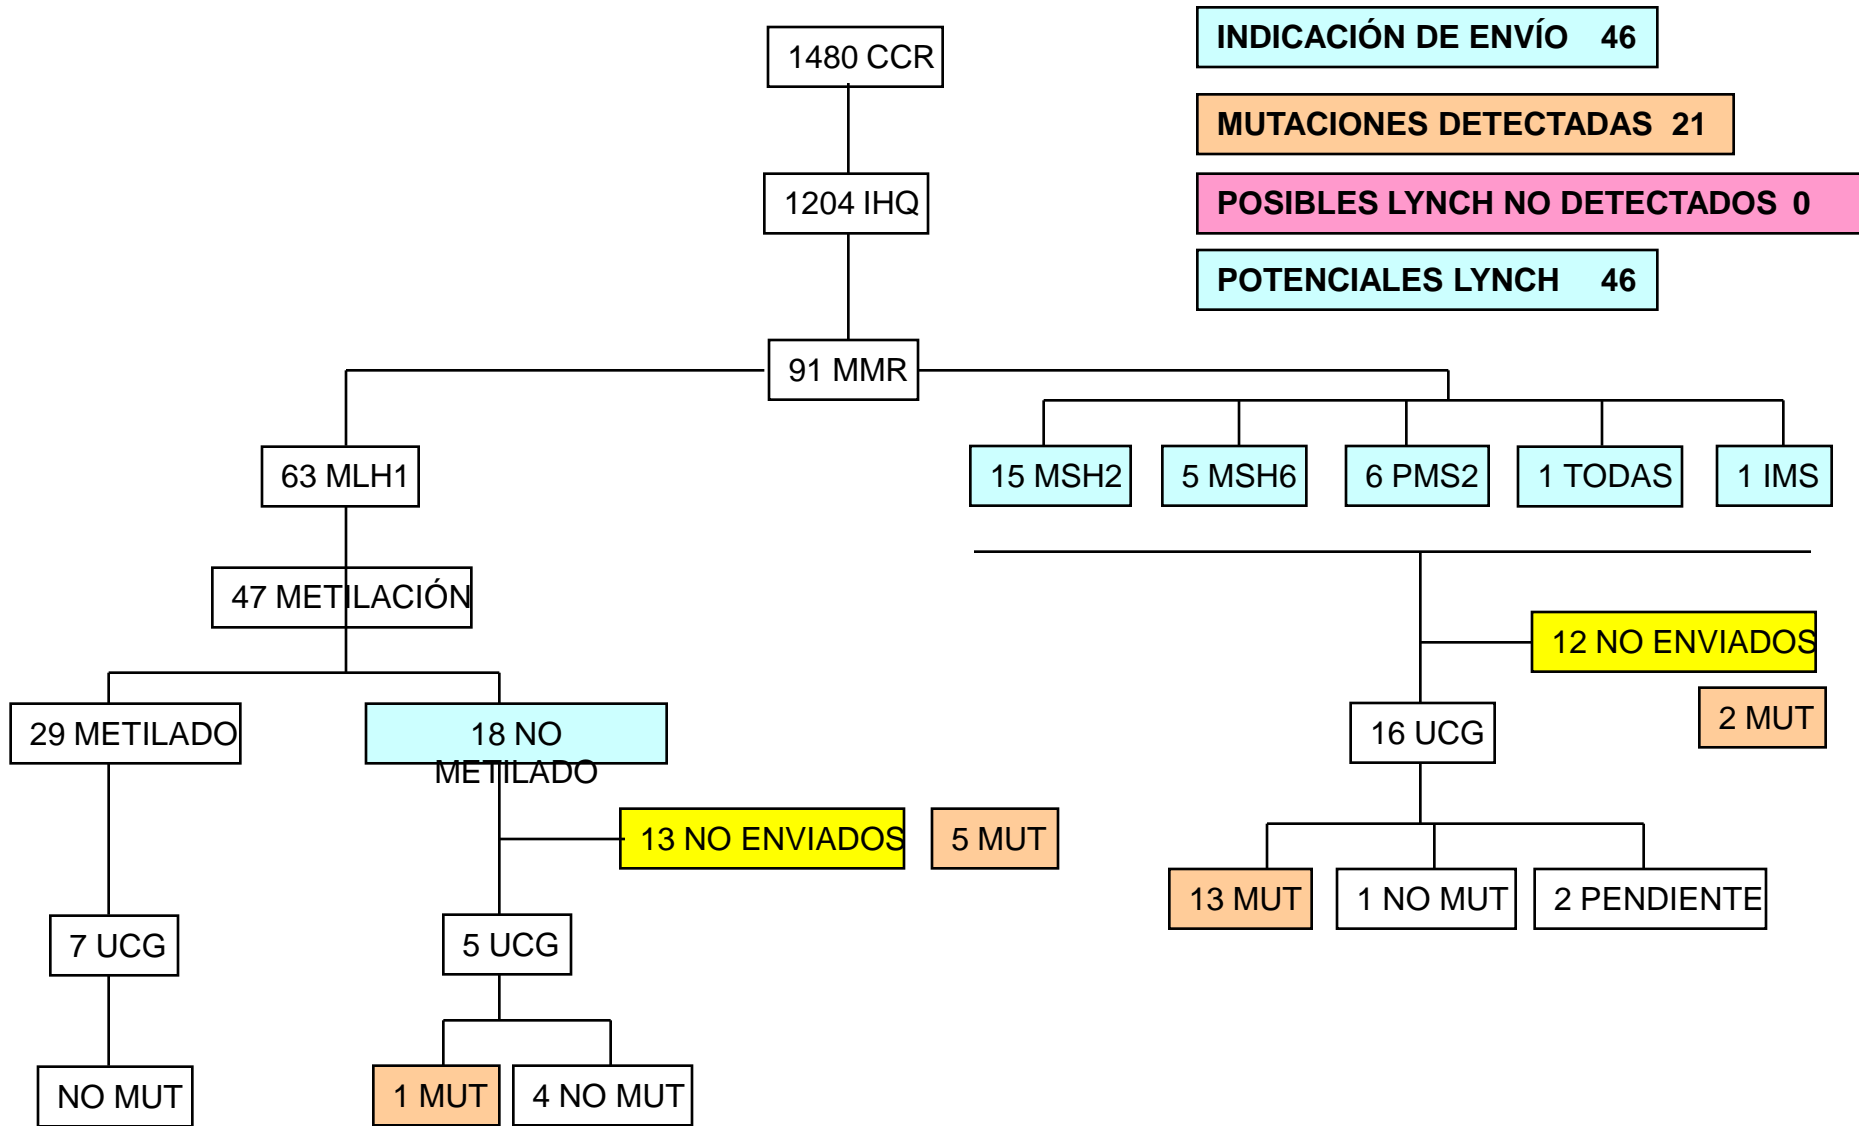 1480 CCR
INDICACIÓN DE ENVÍO 46
MUTACIONES DETECTADAS 21
1204 IHQ
POSIBLES LYNCH NO DETECTADOS 0
POTENCIALES LYNCH 46
91 MMR
63 MLH1
15 MSH2
5 MSH6
6 PMS2
1 TODAS
1 IMS
47 METILACIÓN
12 NO ENVIADOS
29 METILADO
18 NO
METILADO
16 UCG
2 MUT
13 NO ENVIADOS
5 MUT
13 MUT
1 NO MUT
2 PENDIENTE
7 UCG
5 UCG
NO MUT
1 MUT
4 NO MUT